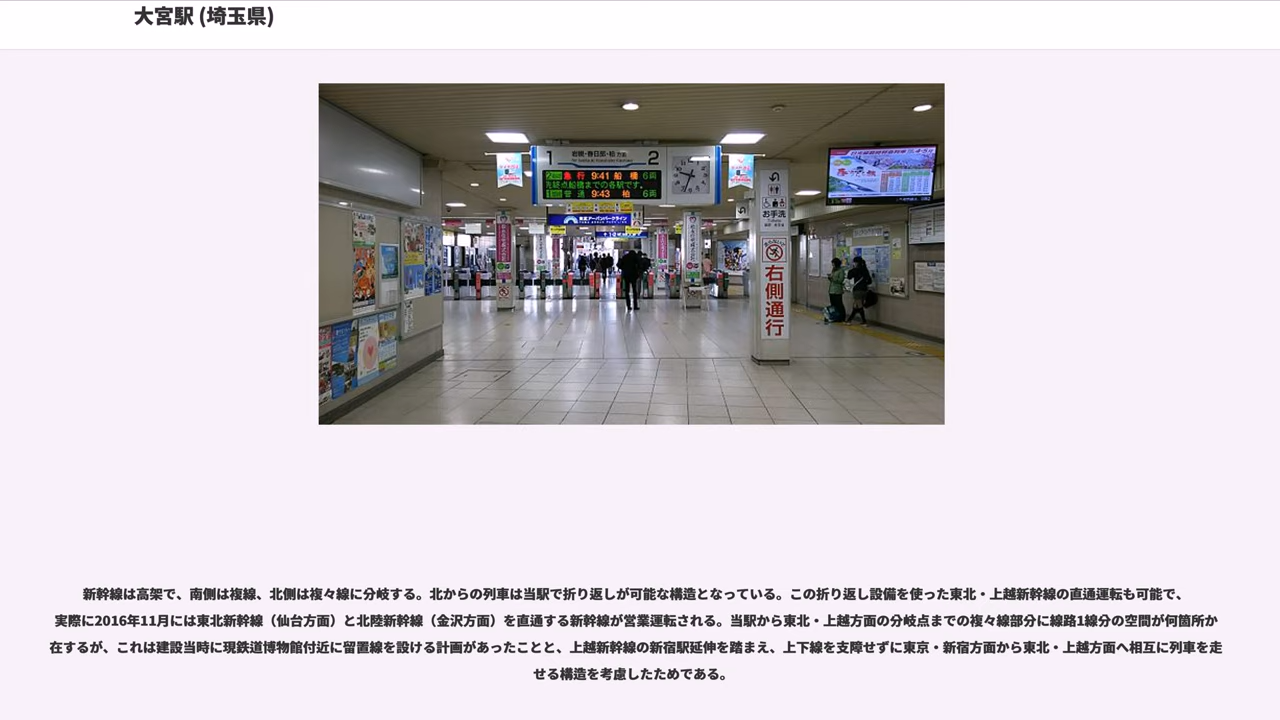 大宮駅 (埼玉県)
1 岩槻・春日部・柏方面 2
急行 9:41 船橋 6両
先終点船橋までの各駅です。
普通 9:43 柏 6両
東武アーバンパークライン
お手洗
右側通行
新幹線は高架で、南側は複線、北側は複々線に分岐する。北からの列車は当駅で折り返しが可能な構造となっている。この折り返し設備を使った東北・上越新幹線の直通運転も可能で、
実際に2016年11月には東北新幹線（仙台方面）と北陸新幹線（金沢方面）を直通する新幹線が営業運転される。当駅から東北・上越方面の分岐点までの複々線部分に線路1線分の空間が何箇所か
在するが、これは建設当時に現鉄道博物館付近に留置線を設ける計画があったことと、上越新幹線の新宿駅延伸を踏まえ、上下線を支障せずに東京・新宿方面から東北・上越方面へ相互に列車を走
せる構造を考慮したためである。